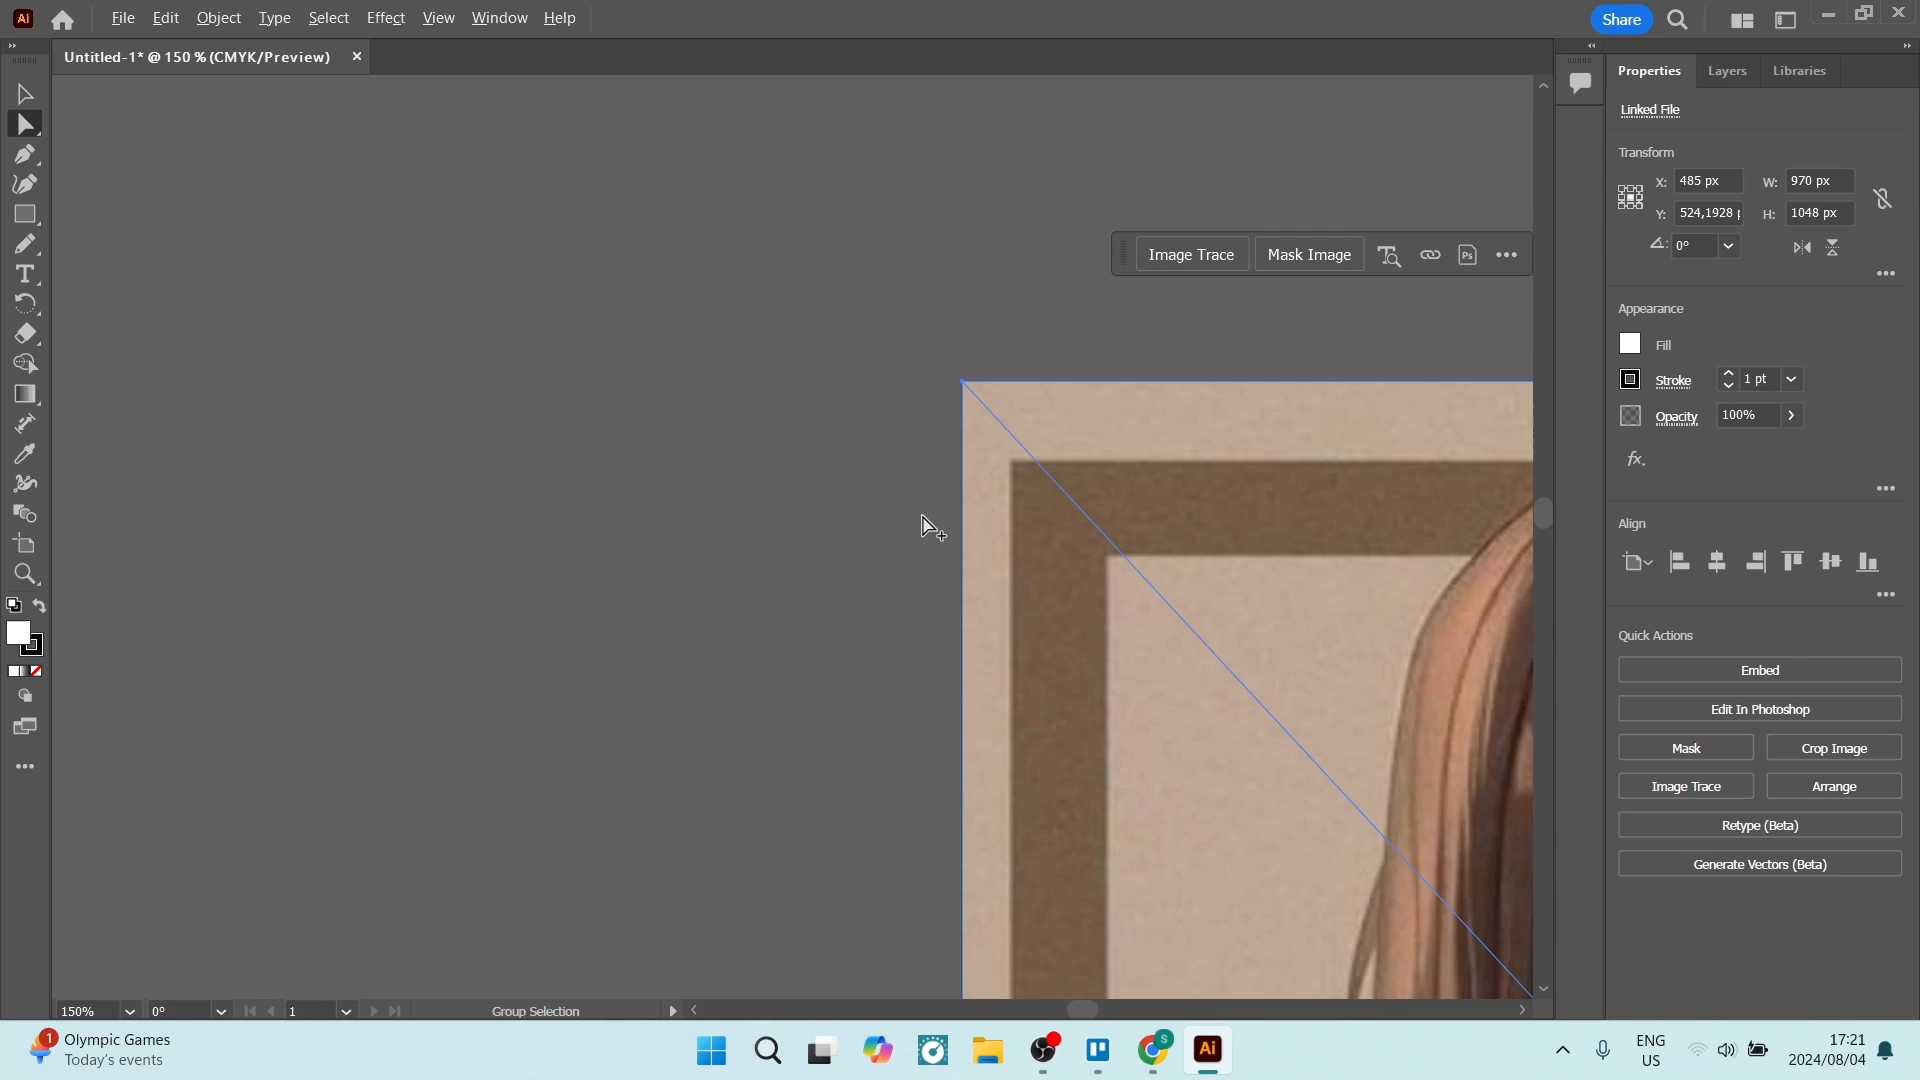 Ai File Edit Object Type Select Effect View Window Help Share
Untitled-1* @ 150 % (CMYK/Preview) ×
Properties Layers Libraries
Linked File
Transform
X: 485 px W: 970 px
Y: 524,1928 H: 1048 px
0°
Image Trace Mask Image Ps
Appearance
Fill
Stroke 1 pt
Opacity 100%
fx
Align
Quick Actions
Embed
Edit In Photoshop
Mask Crop Image
Image Trace Arrange
Retype (Beta)
Generate Vectors (Beta)
150% 0° 1 Group Selection
1 Olympic Games
Today's events
S
Ai
ENG
US
17:21
2024/08/04